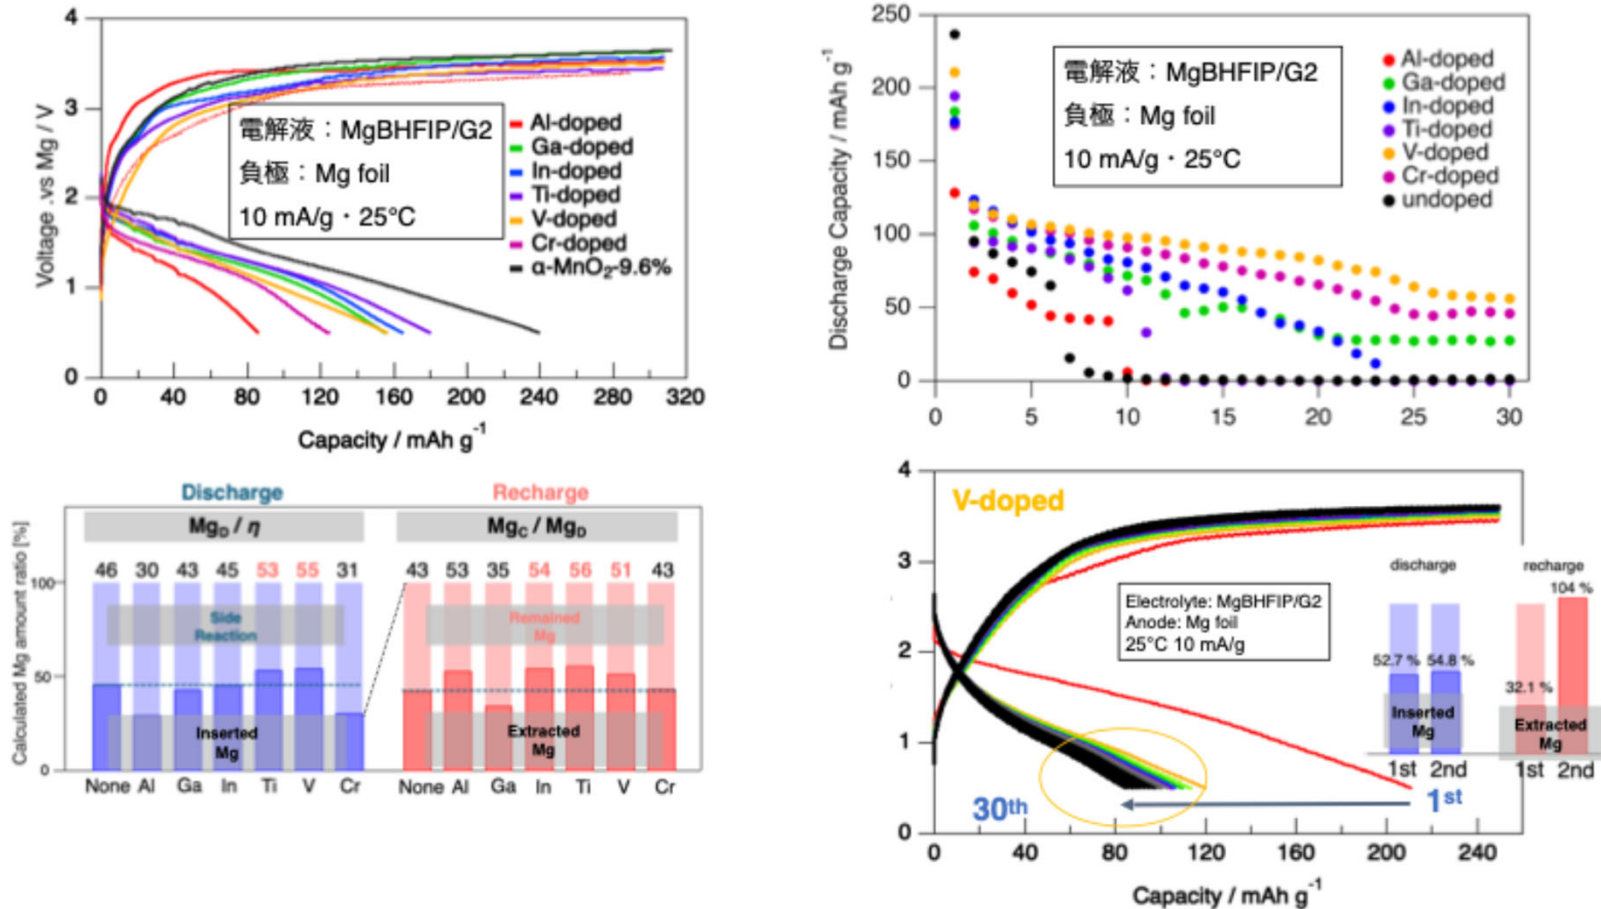 4
3
2
1
0
Voltage .vs Mg / V
電解液：MgBHFIP/G2
負極：Mg foil
10 mA/g・25°C
Al-doped
Ga-doped
In-doped
Ti-doped
V-doped
Cr-doped
α-MnO₂-9.6%
0 40 80 120 160 200 240 280 320
Capacity / mAh g⁻¹
250
200
150
100
50
0
Discharge Capacity / mAh g⁻¹
電解液：MgBHFIP/G2
負極：Mg foil
10 mA/g・25°C
Al-doped
Ga-doped
In-doped
Ti-doped
V-doped
Cr-doped
undoped
0 5 10 15 20 25 30
Discharge Recharge
Mg_D / η Mg_C / Mg_D
46 30 43 45 53 55 31 43 53 35 54 56 51 43
100
50
0
Calculated Mg amount ratio [%]
Side
Reaction
Remained
Mg
Inserted
Mg
Extracted
Mg
None Al Ga In Ti V Cr None Al Ga In Ti V Cr
4
3
2
1
0
V-doped
Electrolyte: MgBHFIP/G2
Anode: Mg foil
25°C 10 mA/g
discharge recharge
104 %
52.7 % 54.8 %
32.1 %
Inserted
Mg
Extracted
Mg
1st 2nd 1st 2nd
30th
1st
0 40 80 120 160 200 240
Capacity / mAh g⁻¹